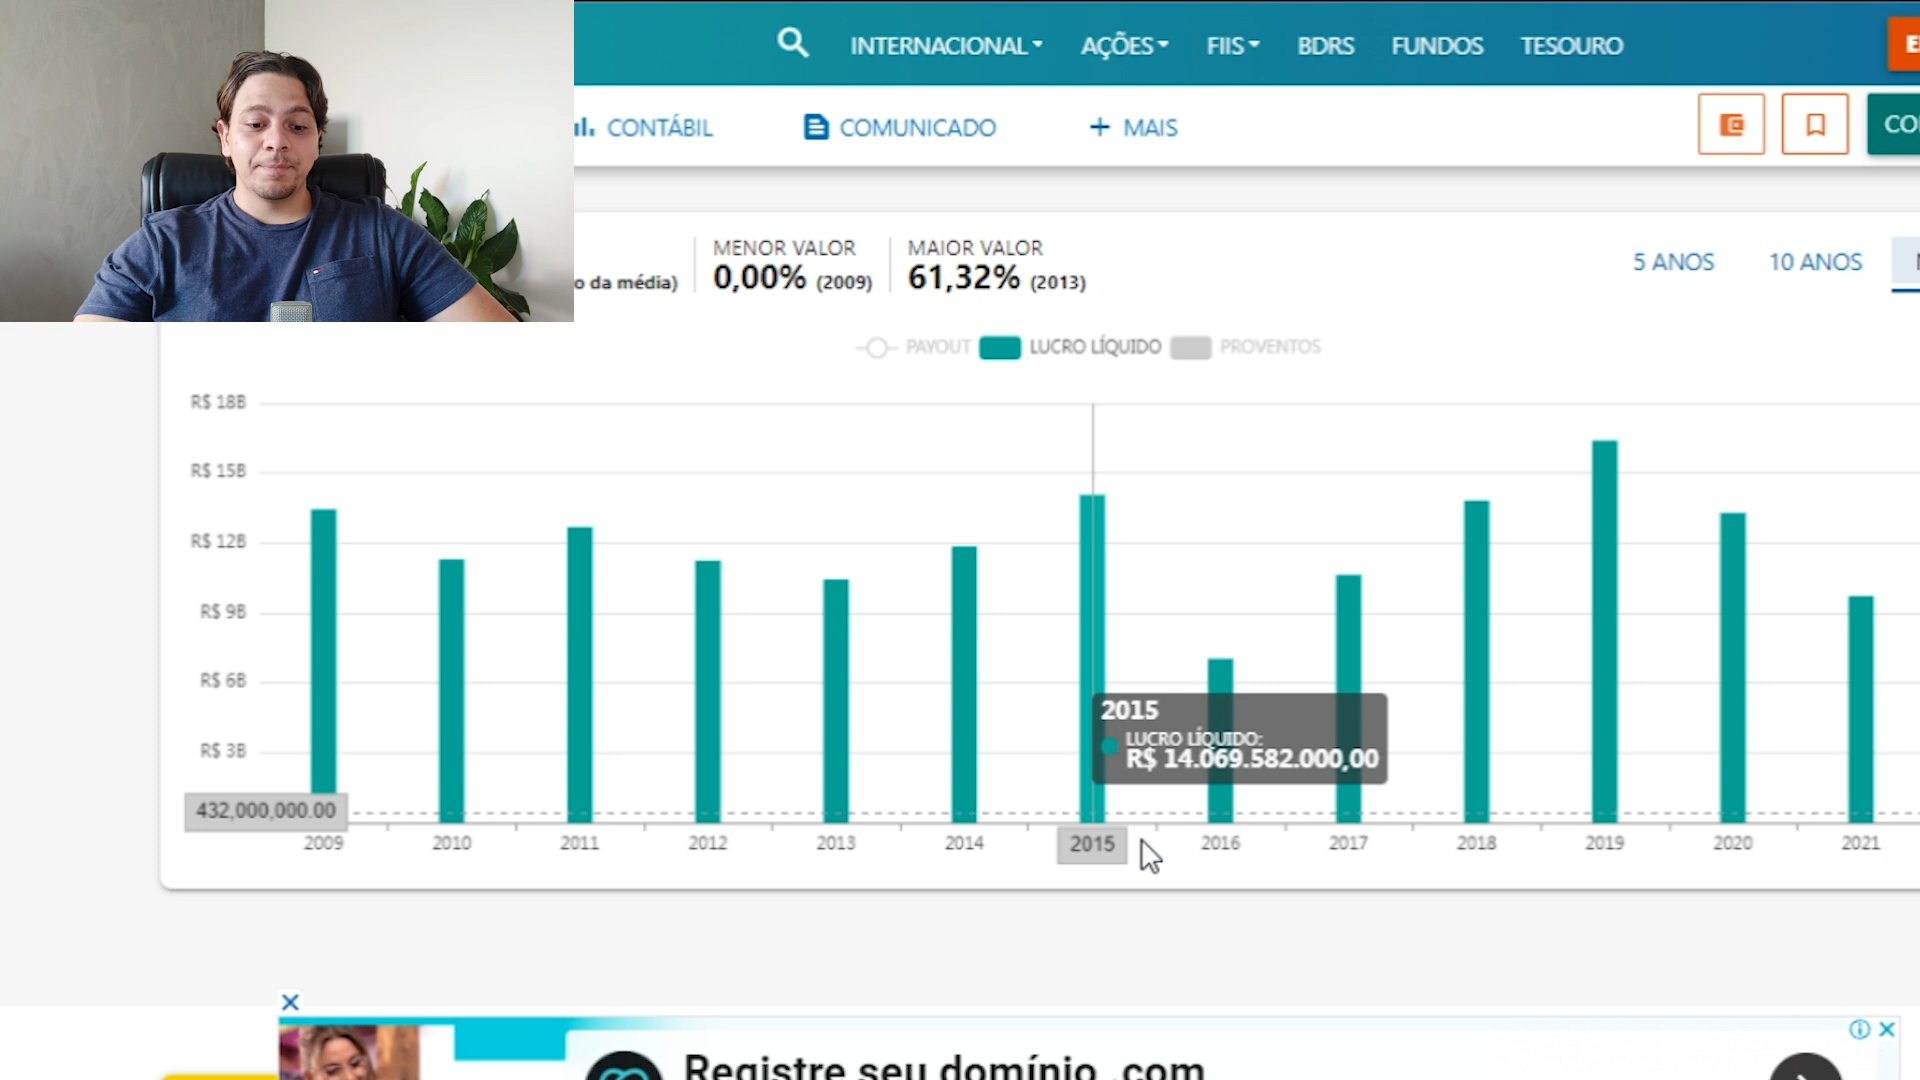 INTERNACIONAL AÇÕES FIIS BDRS FUNDOS TESOURO
CONTÁBIL COMUNICADO + MAIS
CO
MENOR VALOR MAIOR VALOR
o da média) 0,00% (2009) 61,32% (2013)
5 ANOS 10 ANOS
PAYOUT LUCRO LÍQUIDO PROVENTOS
R$ 18B
R$ 15B
R$ 12B
R$ 9B
R$ 6B
R$ 3B
432,000,000.00
2015
LUCRO LÍQUIDO:
R$ 14.069.582.000,00
2009 2010 2011 2012 2013 2014 2015 2016 2017 2018 2019 2020 2021
Registre seu domínio .com